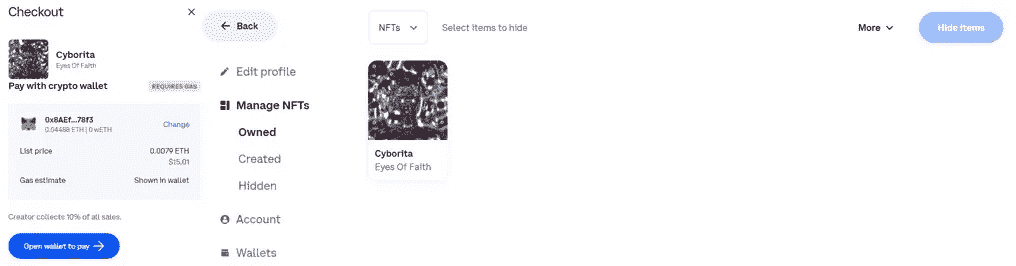 Checkout
Cyborita
Eyes Of Faith
Pay with crypto wallet
REQUIRES GAS
0x8AEf...78f3
0.04488 ETH | 0 wETH
Change
List price
0.0079 ETH
$15.01
Gas estimate
Shown in wallet
Creator collects 10% of all sales.
Open wallet to pay
Back
Edit profile
Manage NFTs
Owned
Created
Hidden
Account
Wallets
NFTs
Select items to hide
More
Hide items
Cyborita
Eyes Of Faith